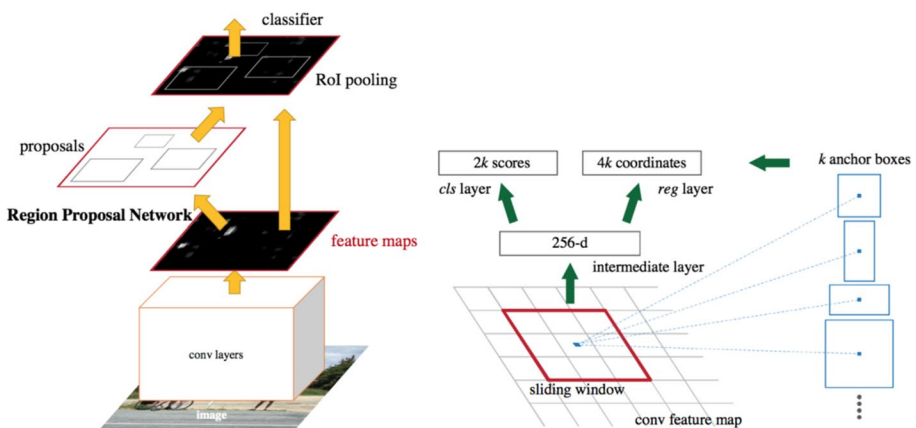 classifier
RoI pooling
proposals
Region Proposal Network
feature maps
conv layers
image
2k scores
4k coordinates
k anchor boxes
cls layer
reg layer
256-d
intermediate layer
sliding window
conv feature map